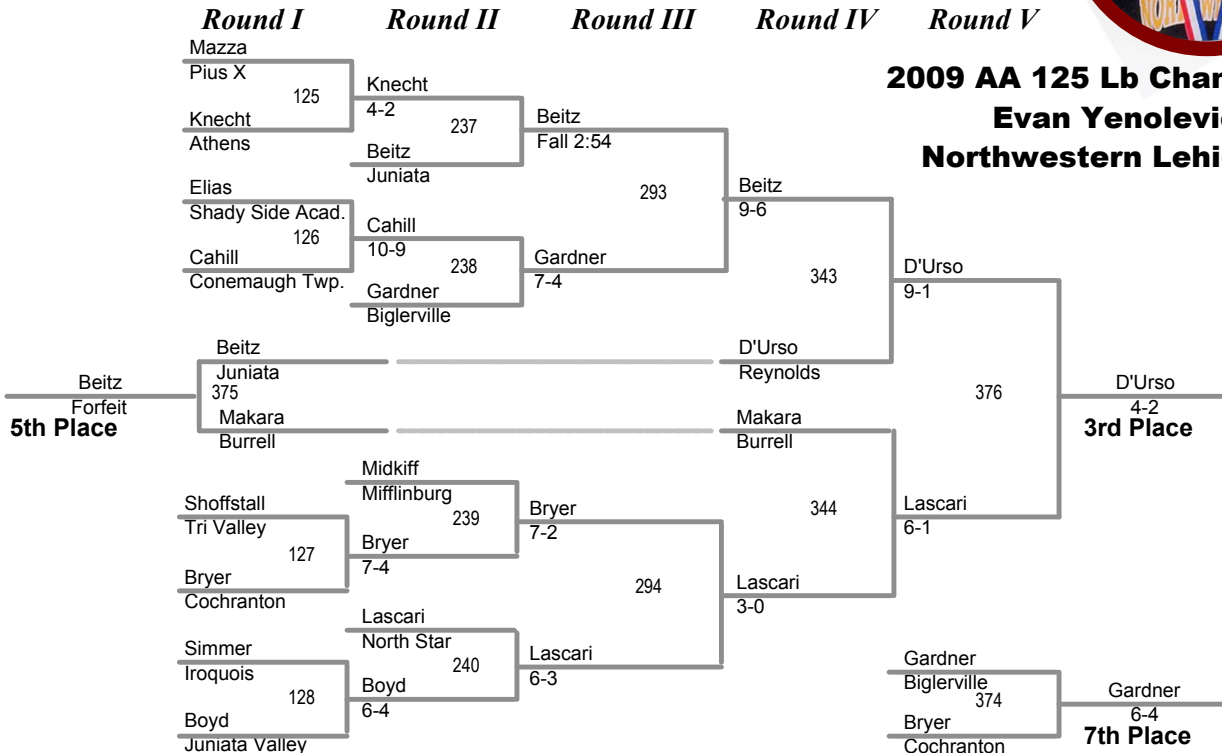 Round I Round II Round III Round IV Round V
2009 AA 125 Lb
Evan
Northwestern
Mazza
Pius X
125
Knecht
Athens
Knecht
4-2
237
Beitz
Juniata
Beitz
Fall 2:54
Elias
Shady Side Acad.
126
Cahill
Conemaugh Twp.
Cahill
10-9
238
Gardner
Biglerville
Gardner
7-4
293
Beitz
9-6
343
D'Urso
Reynolds
D'Urso
9-1
Beitz
Juniata
375
Makara
Burrell
Beitz
Forfeit
5th Place
Makara
Burrell
376
D'Urso
4-2
3rd Place
Shoffstall
Tri Valley
127
Bryer
Cochranton
Midkiff
Mifflinburg
239
Bryer
7-4
Bryer
7-2
Simmer
Iroquois
128
Boyd
Juniata Valley
Lascari
North Star
240
Boyd
6-4
Lascari
6-3
294
Lascari
3-0
344
Lascari
6-1
Gardner
Biglerville
374
Bryer
Cochranton
Gardner
6-4
7th Place